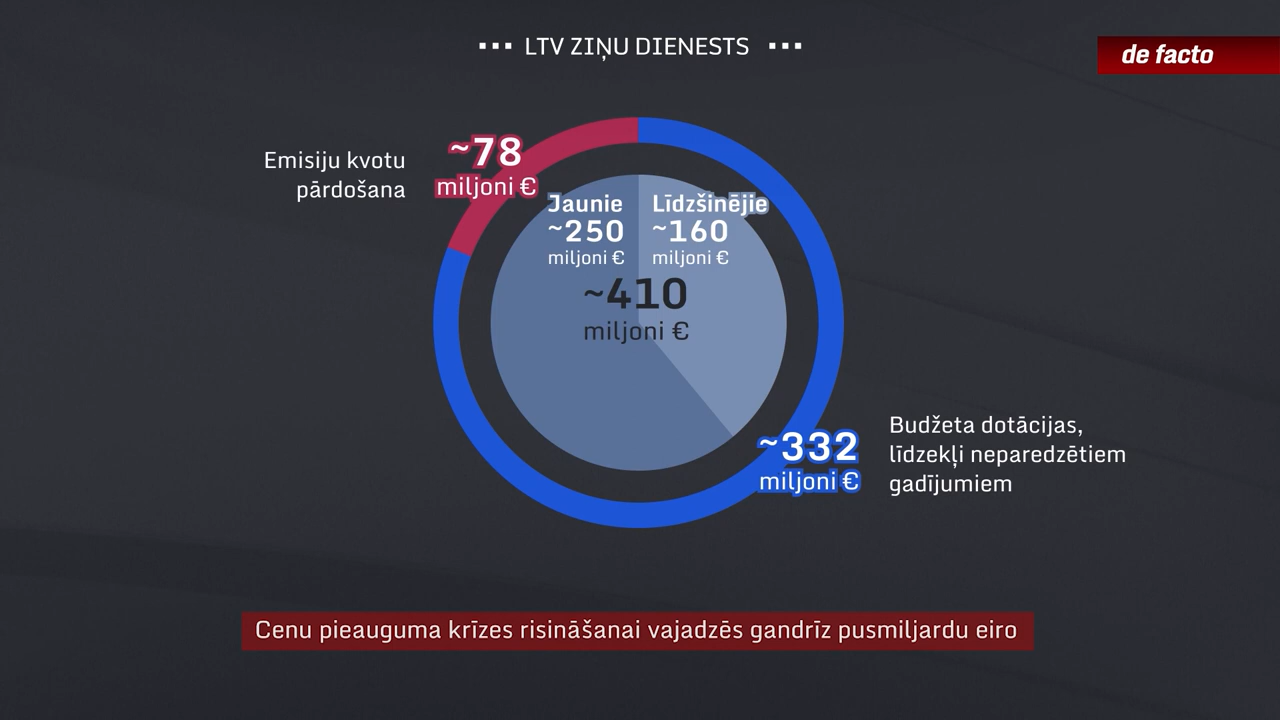 LTV ZIŅU DIENESTS
de facto
Emisiju kvotu
pārdošana
~78
miljoni €
Jaunie
~250
miljoni €
Līdzšinējie
~160
miljoni €
~410
miljoni €
~332
miljoni €
Budžeta dotācijas,
līdzekļi neparedzētiem
gadījumiem
Cenu pieauguma krīzes risināšanai vajadzēs gandrīz pusmiljardu eiro